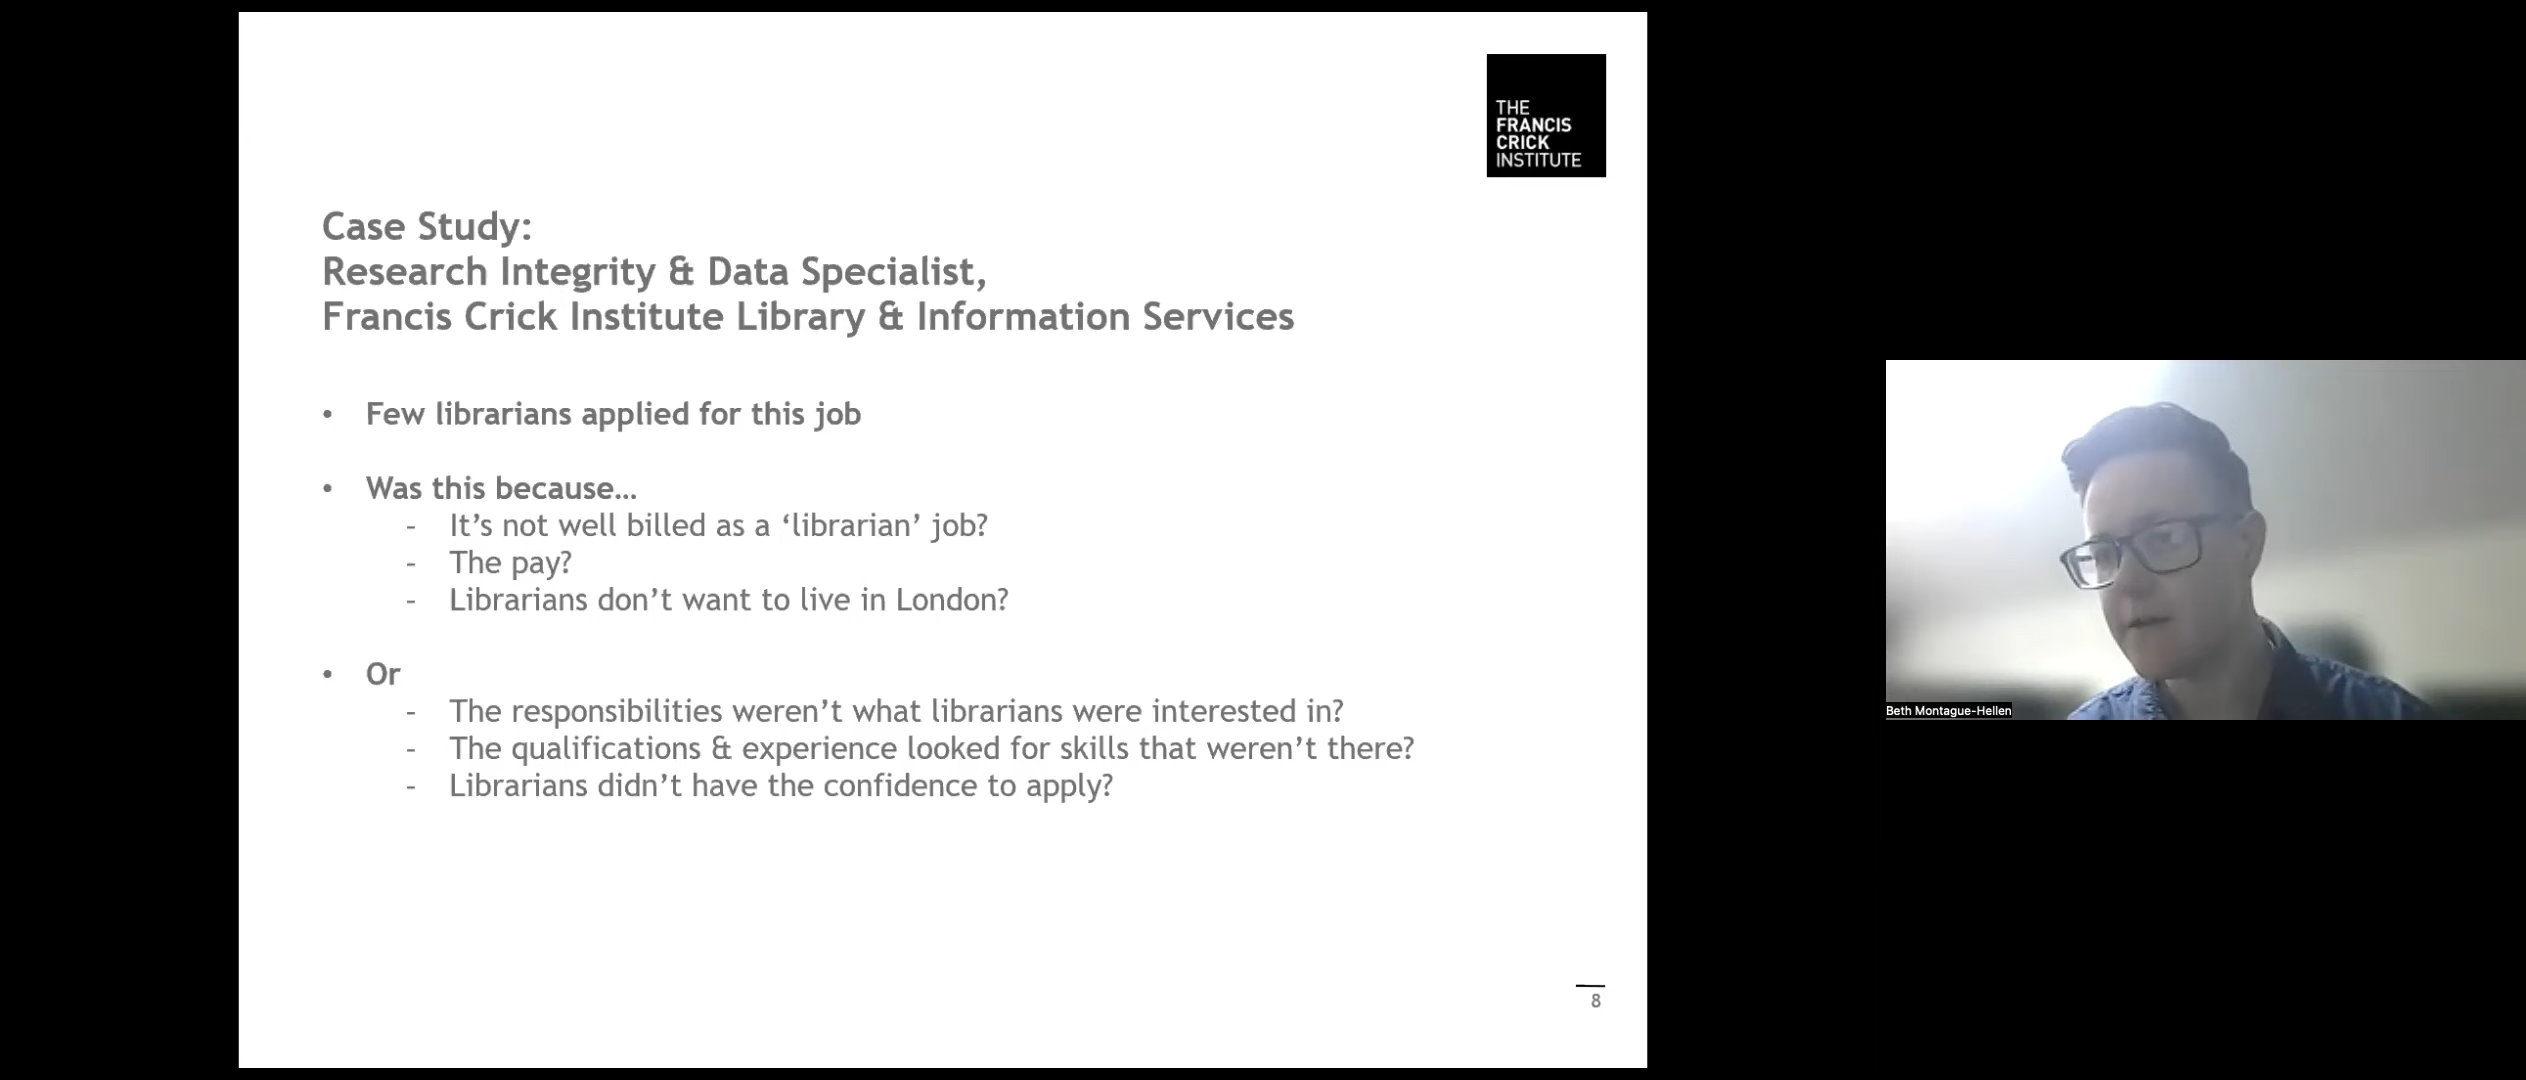 THE
FRANCIS
CRICK
INSTITUTE
Case Study:
Research Integrity & Data Specialist,
Francis Crick Institute Library & Information Services
• Few librarians applied for this job
• Was this because…
- It’s not well billed as a ‘librarian’ job?
- The pay?
- Librarians don’t want to live in London?
• Or
- The responsibilities weren’t what librarians were interested in?
- The qualifications & experience looked for skills that weren’t there?
- Librarians didn’t have the confidence to apply?
8
Beth Montague-Hellen